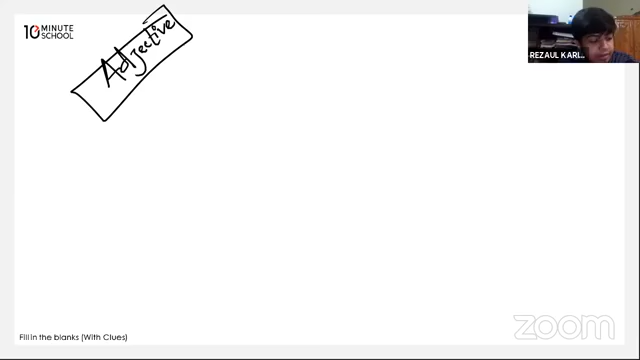 10 MINUTE
SCHOOL
Adjective
REZAUL KARI...
Fill in the blanks (With Clues)
zoom